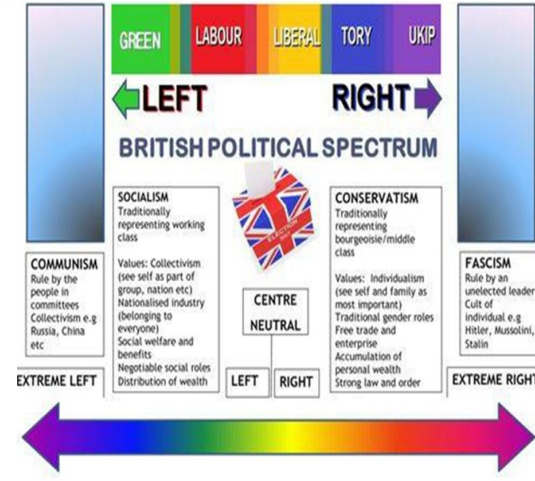 GREEN LABOUR LIBERAL TORY UKIP
LEFT RIGHT
BRITISH POLITICAL SPECTRUM
SOCIALISM
Traditionally
representing working
class
Values: Collectivism
(see self as part of
group, nation etc)
Nationalised industry
(belonging to
everyone)
Social welfare and
benefits
Negotiable social roles
Distribution of wealth
ELECTION
CONSERVATISM
Traditionally
representing
bourgeoisie/middle
class
Values: Individualism
(see self and family as
most important)
Traditional gender roles
Free trade and
enterprise
Accumulation of
personal wealth
Strong law and order
COMMUNISM
Rule by the
people in
committees
Collectivism e.g
Russia, China
etc
CENTRE
NEUTRAL
FASCISM
Rule by an
unelected leader
Cult of
individual e.g
Hitler, Mussolini,
Stalin
EXTREME LEFT
LEFT
RIGHT
EXTREME RIGHT